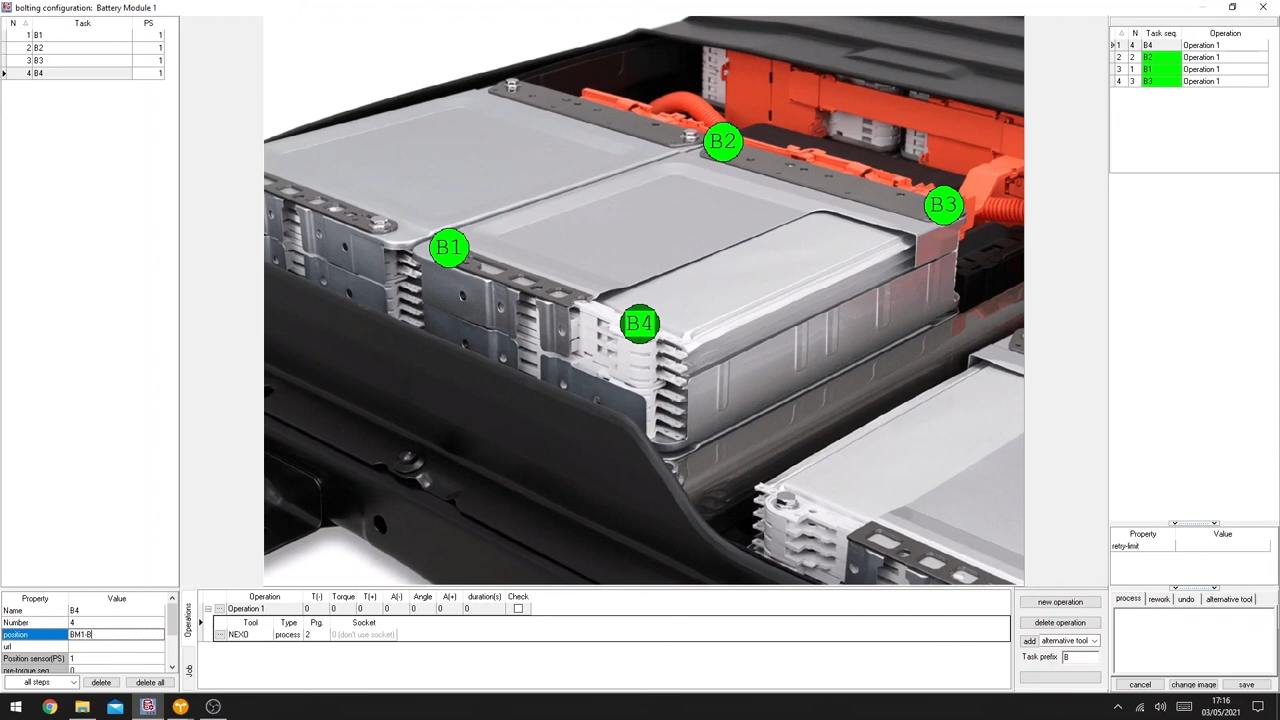 bolting configuration: Battery Module 1
N Task PS
1 B1 1
2 B2 1
3 B3 1
4 B4 1
B2
B3
B1
B4
N Task seq. Operation
1 4 B4 Operation 1
2 2 B2 Operation 1
3 1 B1 Operation 1
4 3 B3 Operation 1
Property Value
retry-limit
process rework undo alternative tool
cancel change image save
Property Value
Name B4
Number 4
position BM1-B
url
Position sensor(PS) 1
pre-torque seq. 0
all steps delete delete all
Operations
Job
Operation T(-) Torque T(+) A(-) Angle A(+) duration(s) Check
Operation 1 0 0 0 0 0 0 0
Tool Type Prg. Socket
NEXO process 2 0 (don't use socket)
new operation
delete operation
add alternative tool
Task prefix B
17:16
03/05/2021